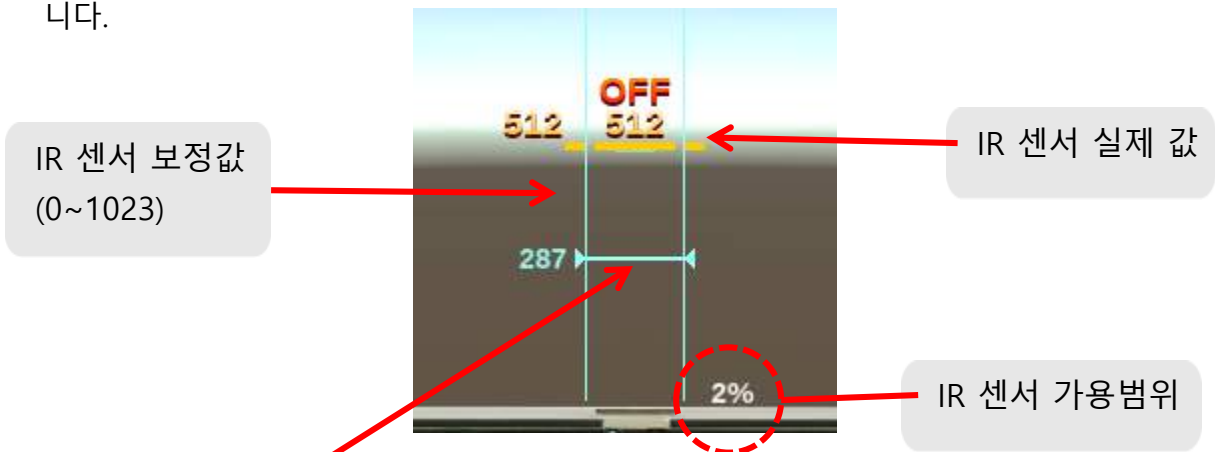 니다.
OFF
512 512
IR 센서 실제 값
IR 센서 보정값
(0~1023)
287
2%
IR 센서 가용범위